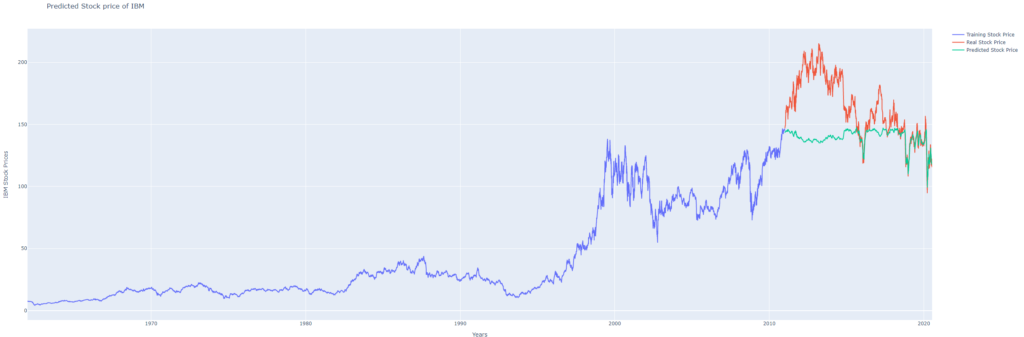 Predicted Stock price of IBM
Training Stock Price
Real Stock Price
Predicted Stock Price
200
150
100
50
0
IBM Stock Prices
1970
1980
1990
2000
2010
2020
Years